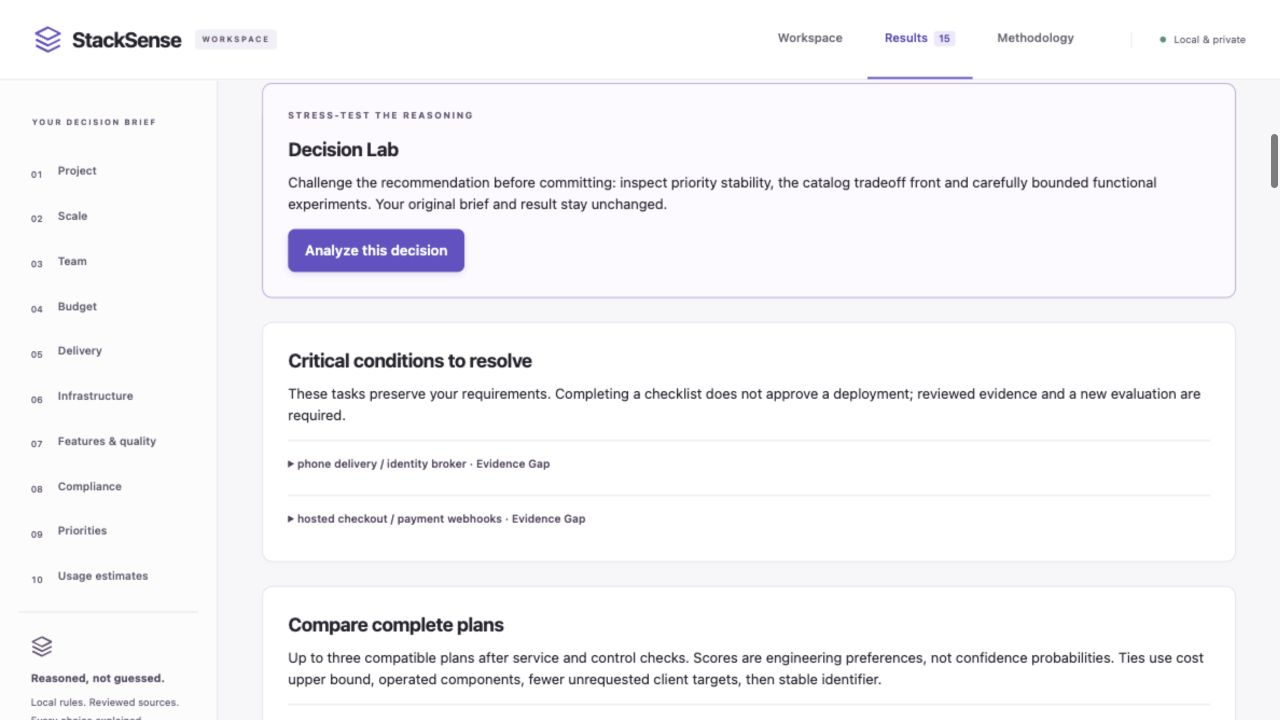 StackSense
WORKSPACE
Workspace
Results 15
Methodology
Local & private
YOUR DECISION BRIEF
01 Project
02 Scale
03 Team
04 Budget
05 Delivery
06 Infrastructure
07 Features & quality
08 Compliance
09 Priorities
10 Usage estimates
Reasoned, not guessed.
Local rules. Reviewed sources.
Every choice explained.
STRESS-TEST THE REASONING
Decision Lab
Challenge the recommendation before committing: inspect priority stability, the catalog tradeoff front and carefully bounded functional
experiments. Your original brief and result stay unchanged.
Analyze this decision
Critical conditions to resolve
These tasks preserve your requirements. Completing a checklist does not approve a deployment; reviewed evidence and a new evaluation are
required.
phone delivery / identity broker · Evidence Gap
hosted checkout / payment webhooks · Evidence Gap
Compare complete plans
Up to three compatible plans after service and control checks. Scores are engineering preferences, not confidence probabilities. Ties use cost
upper bound, operated components, fewer unrequested client targets, then stable identifier.